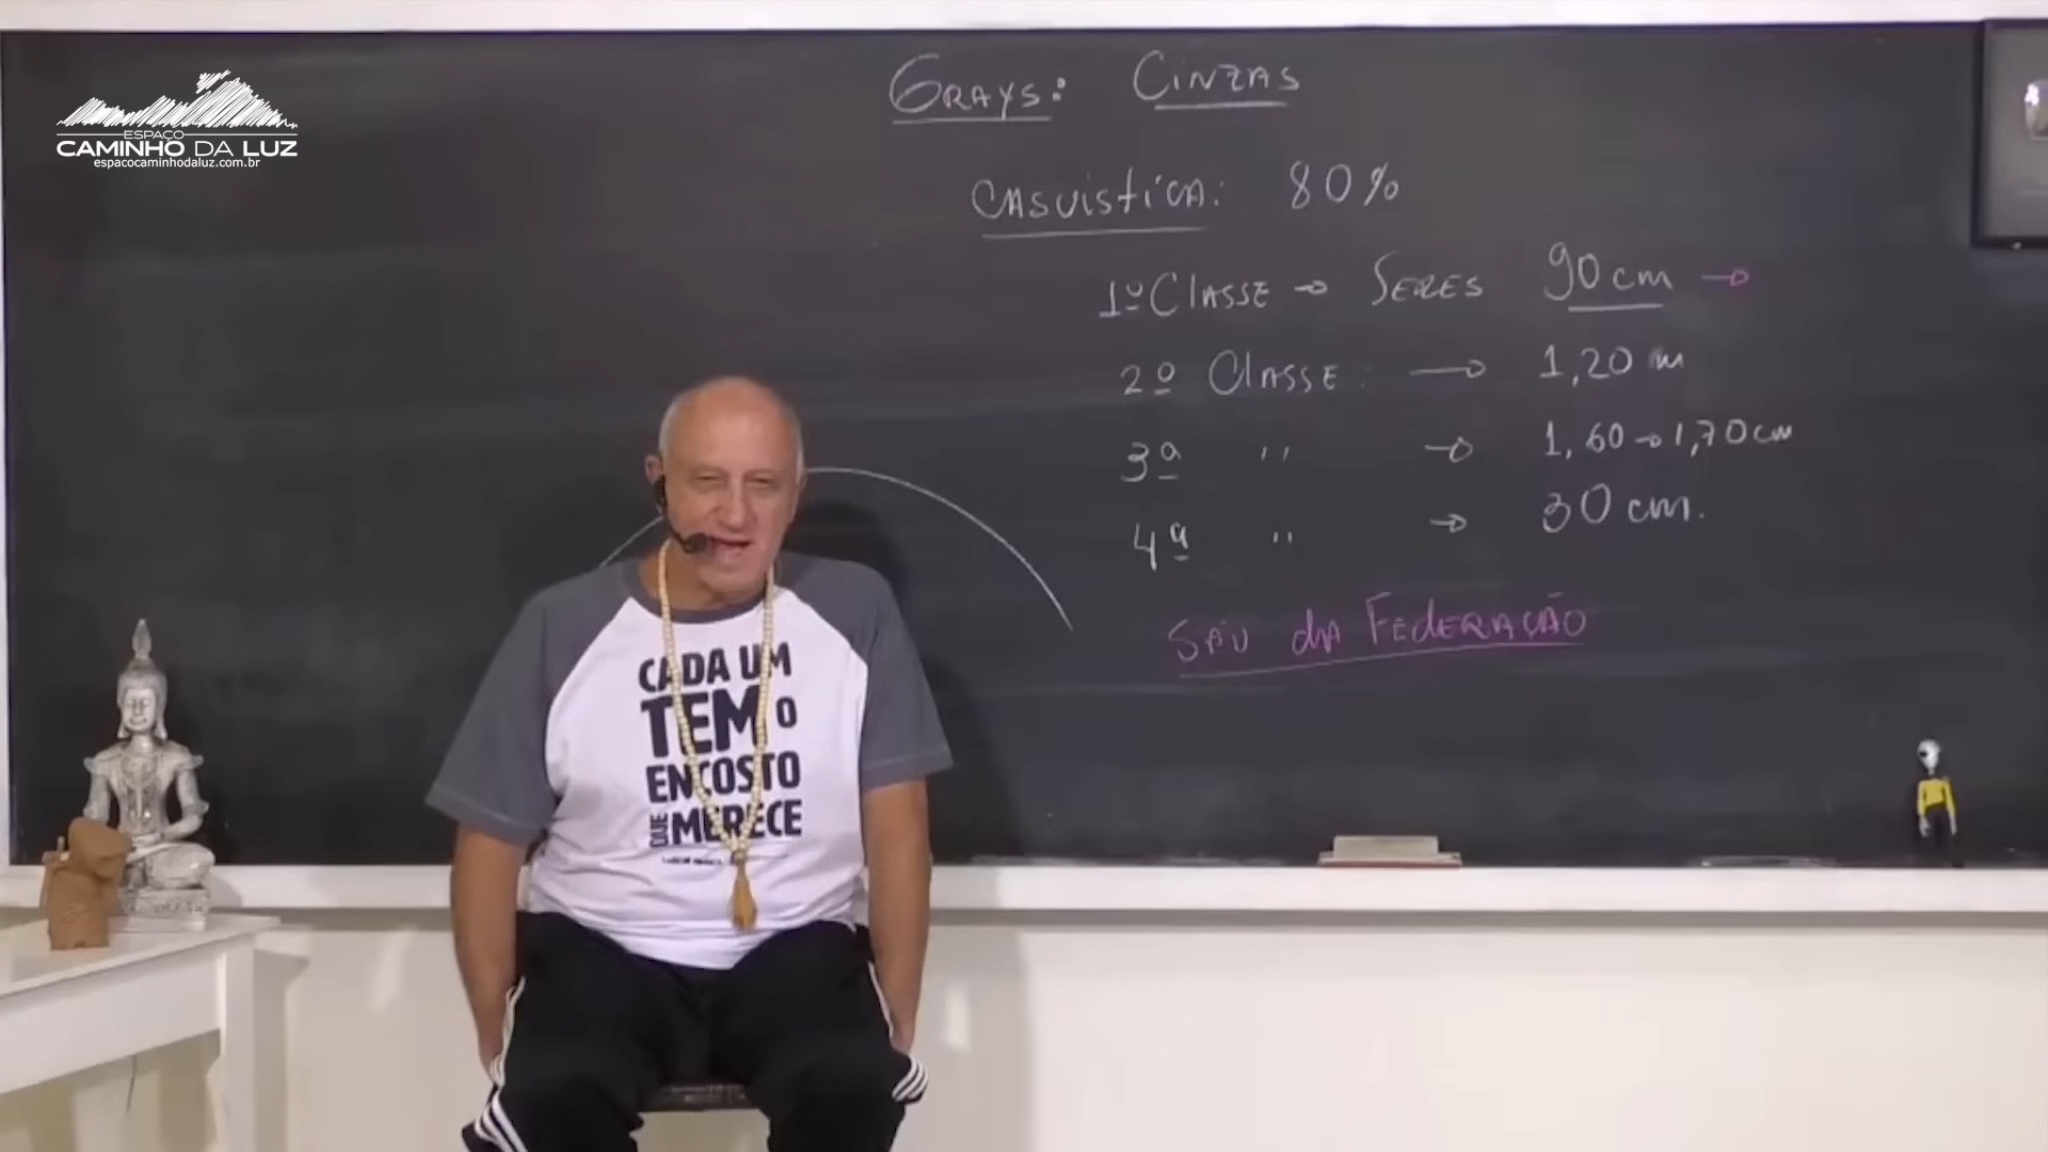 ESPAÇO
CAMINHO DA LUZ
espacocaminhodaluz.com.br
GRAYS: CINZAS
CASUISTICA: 80%
1º CLASSE → SERES 90 cm →
2º CLASSE: → 1,20 m
3ª " → 1,60 → 1,70 cm
4ª " → 30 cm.
SÃO dA FEdERAÇÃO
CADA UM
TEM O
ENCOSTO
QUE MERECE